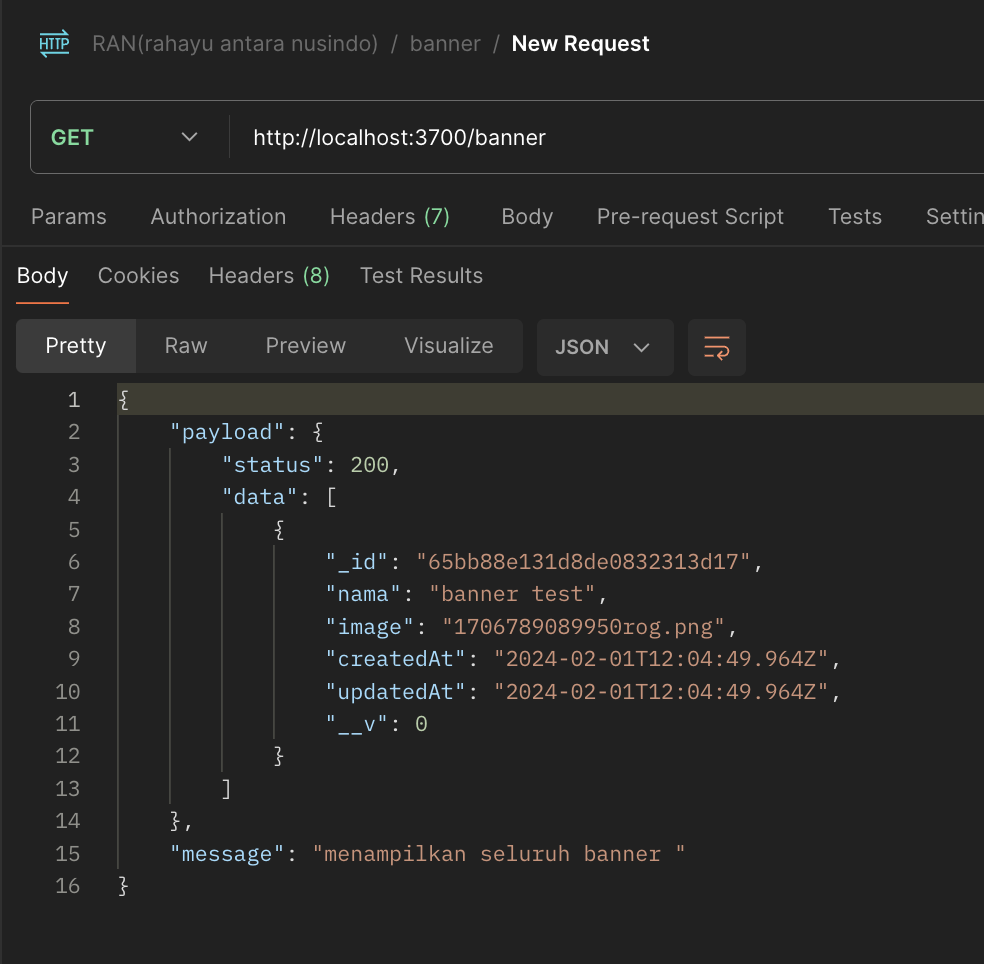 HTTP RAN(rahayu antara nusindo) / banner / New Request
GET http://localhost:3700/banner
Params Authorization Headers (7) Body Pre-request Script Tests Settin
Body Cookies Headers (8) Test Results
Pretty Raw Preview Visualize JSON
1 {
2 "payload": {
3 "status": 200,
4 "data": [
5 {
6 "_id": "65bb88e131d8de0832313d17",
7 "nama": "banner test",
8 "image": "1706789089950rog.png",
9 "createdAt": "2024-02-01T12:04:49.964Z",
10 "updatedAt": "2024-02-01T12:04:49.964Z",
11 "__v": 0
12 }
13 ]
14 },
15 "message": "menampilkan seluruh banner "
16 }